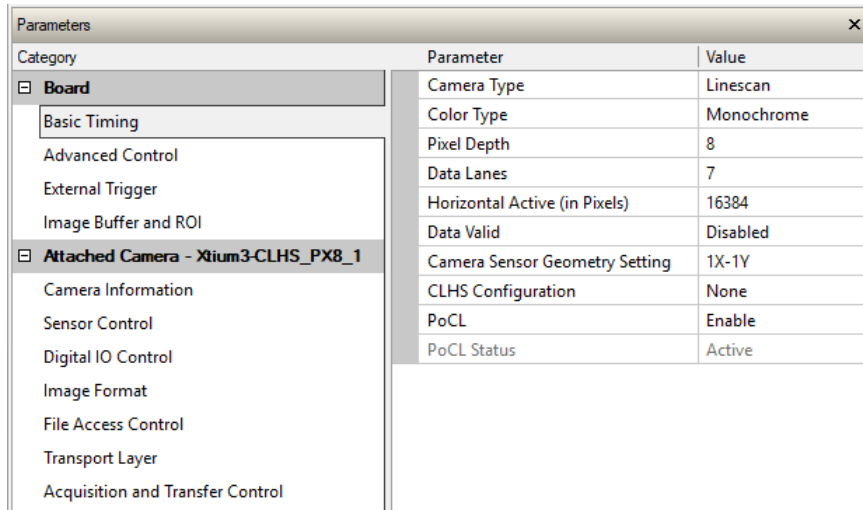 Parameters
Category Parameter Value
Board Camera Type Linescan
Basic Timing Color Type Monochrome
Advanced Control Pixel Depth 8
External Trigger Data Lanes 7
Image Buffer and ROI Horizontal Active (in Pixels) 16384
Attached Camera - Xtium3-CLHS_PX8_1 Data Valid Disabled
Camera Information Camera Sensor Geometry Setting 1X-1Y
Sensor Control CLHS Configuration None
Digital IO Control PoCL Enable
Image Format PoCL Status Active
File Access Control
Transport Layer
Acquisition and Transfer Control